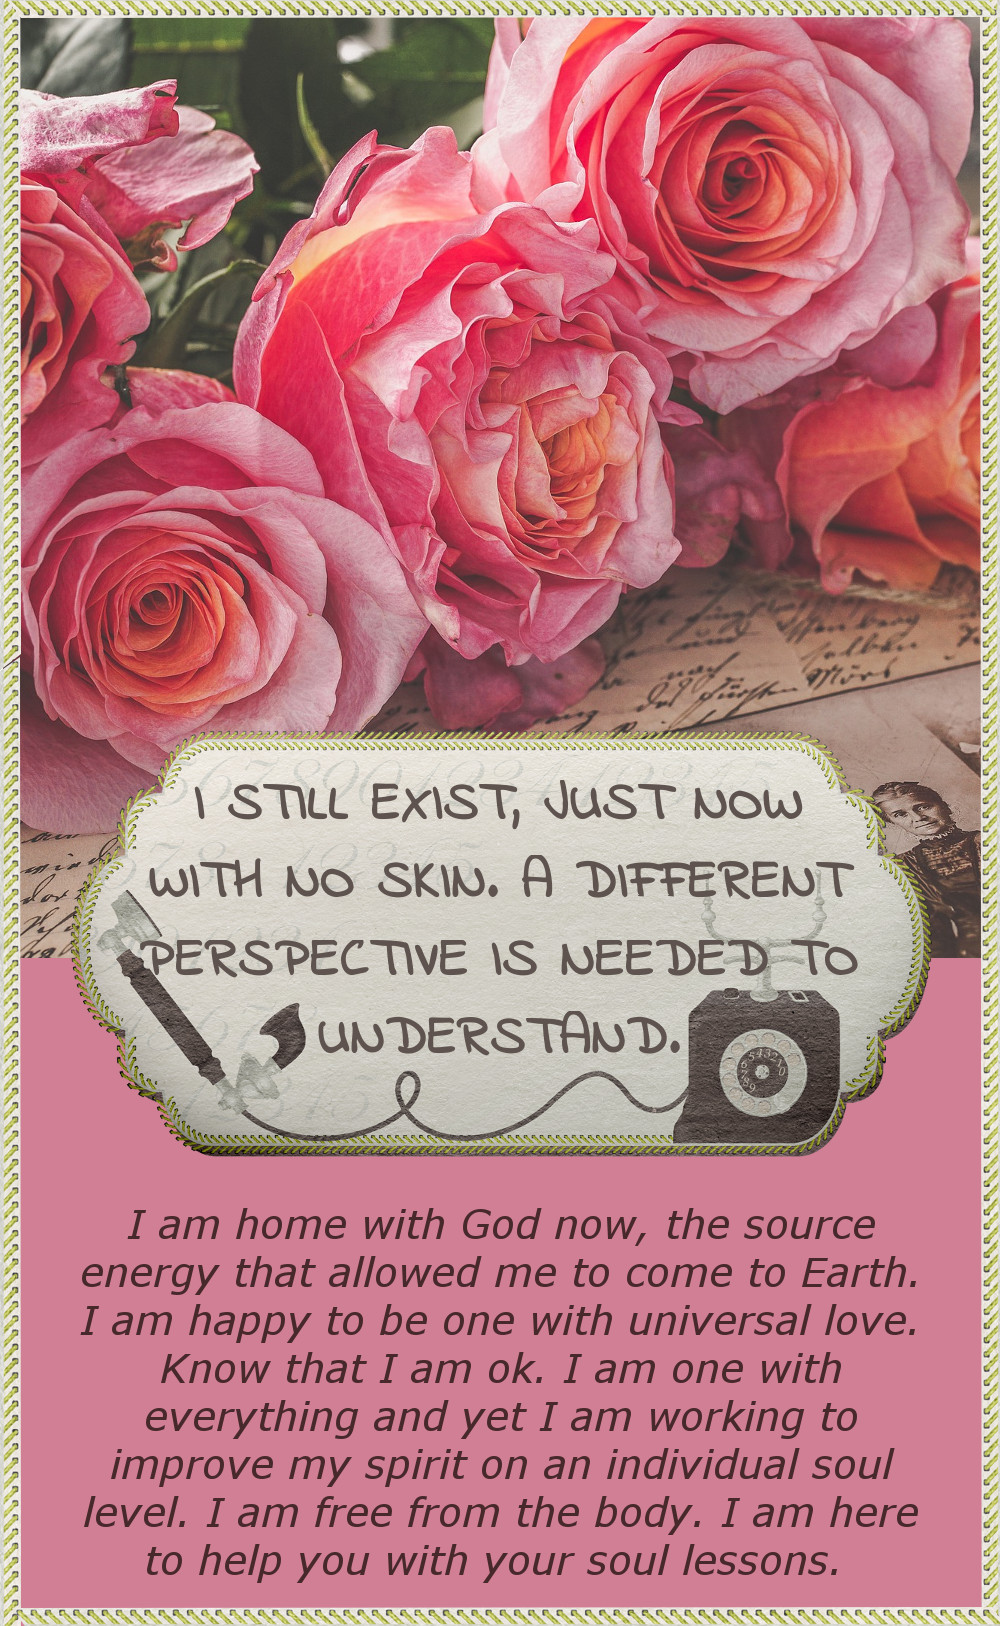 I STILL EXIST, JUST NOW
WITH NO SKIN. A DIFFERENT
PERSPECTIVE IS NEEDED TO
UNDERSTAND.
I am home with God now, the source
energy that allowed me to come to Earth.
I am happy to be one with universal love.
Know that I am ok. I am one with
everything and yet I am working to
improve my spirit on an individual soul
level. I am free from the body. I am here
to help you with your soul lessons.